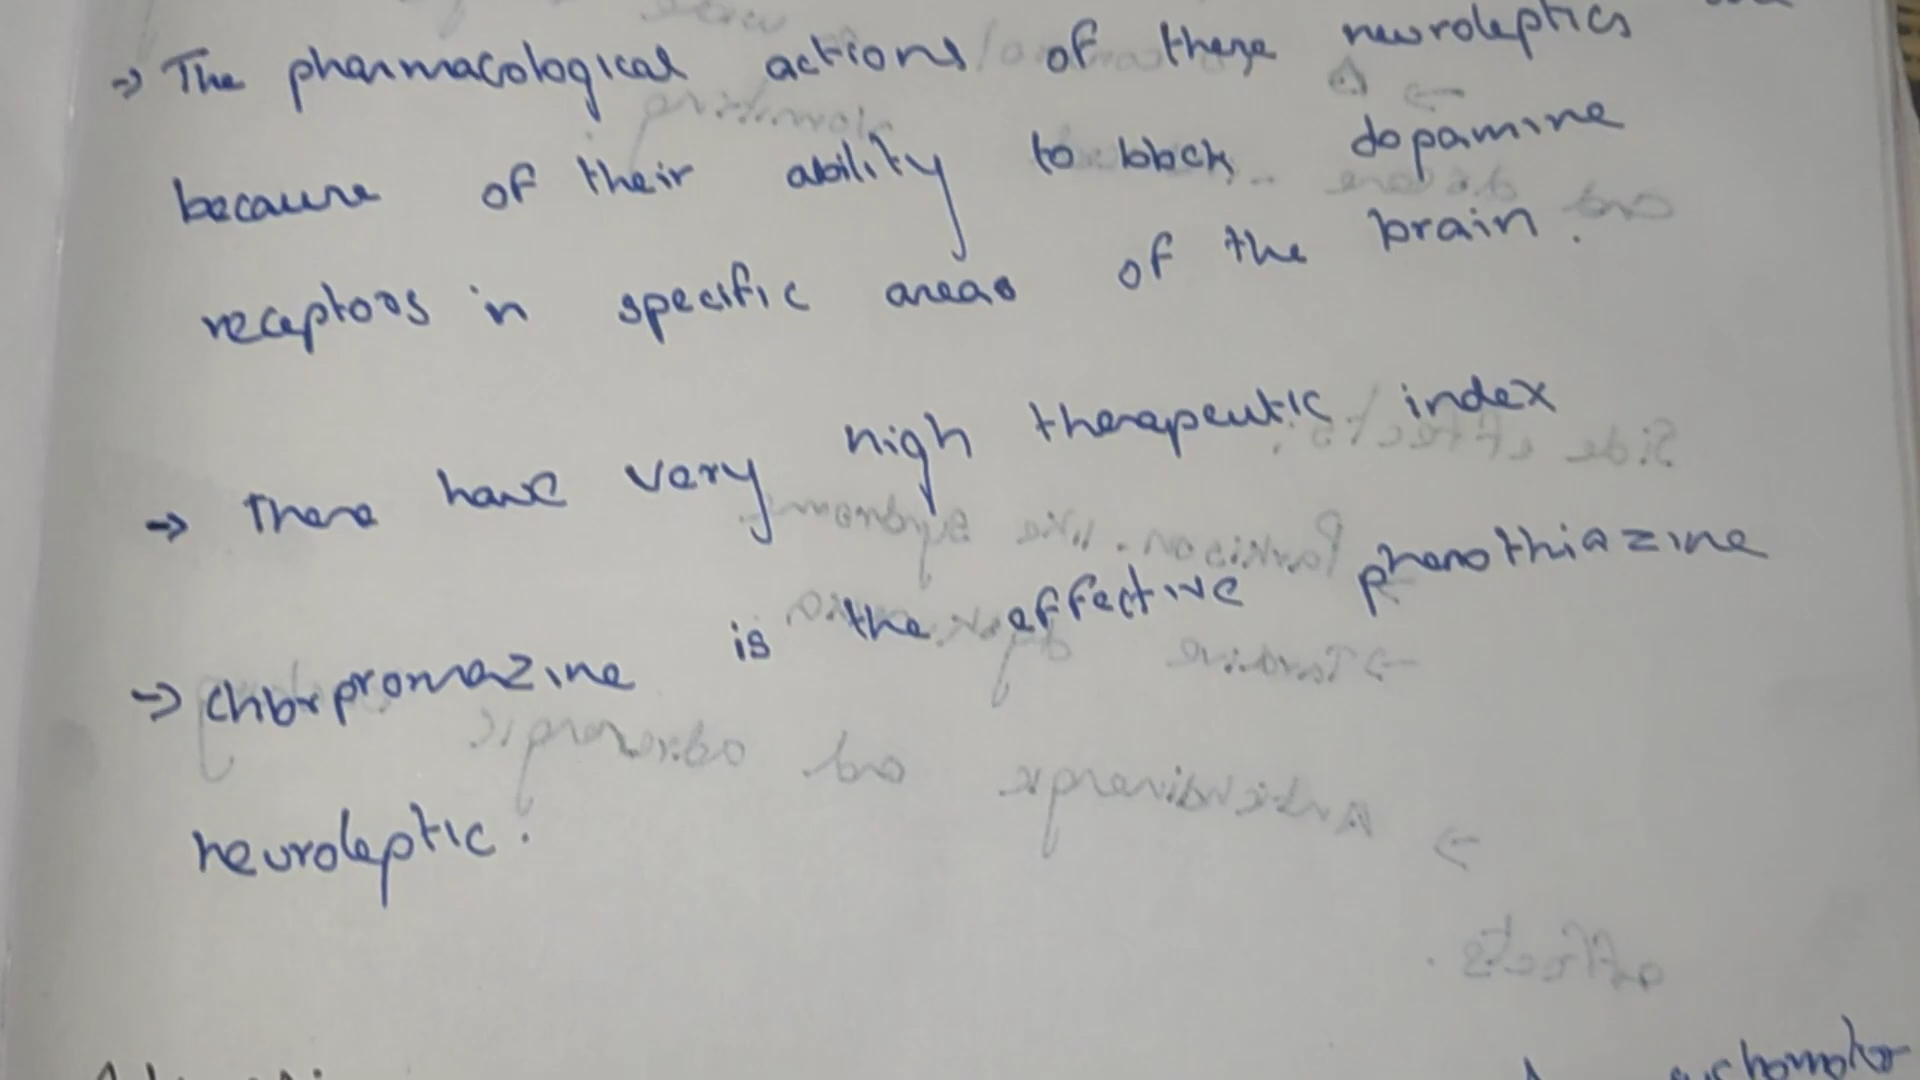 ⇒ The pharmacological actions of these neuroleptics
because of their ability to block dopamine
receptors in specific areas of the brain.
⇒ These have very high therapeutic index
⇒ chlorpromazine is the effective phenothiazine
neuroleptic.